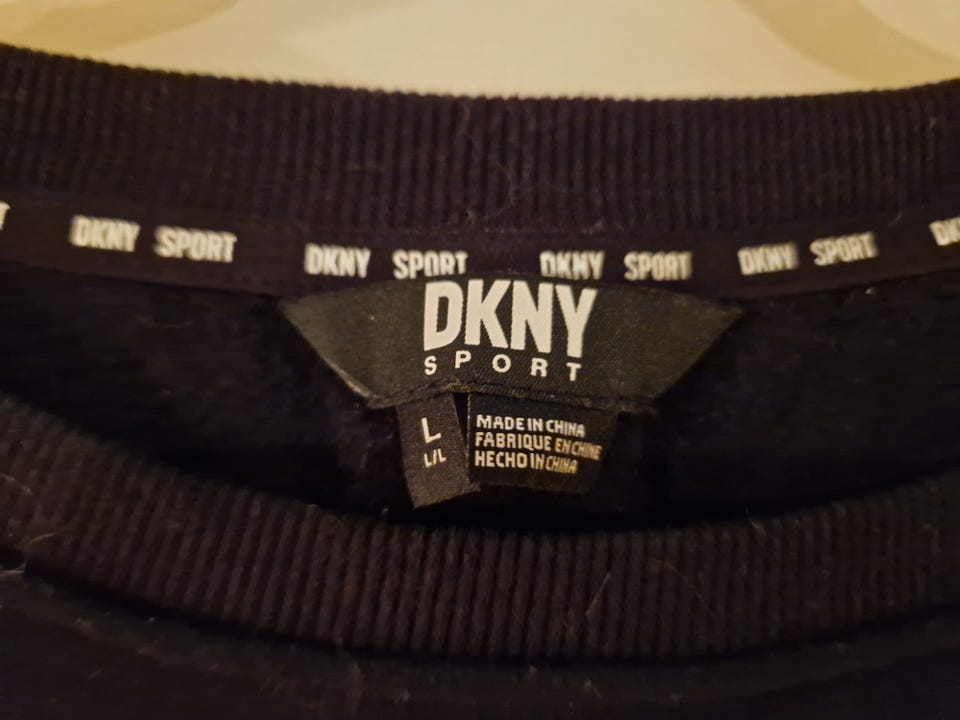 DKNY SPORT DKNY SPORT DKNY SPORT DKNY SPORT
DKNY
SPORT
L
L/L
MADE IN CHINA
FABRIQUE EN CHINE
HECHO IN CHINA